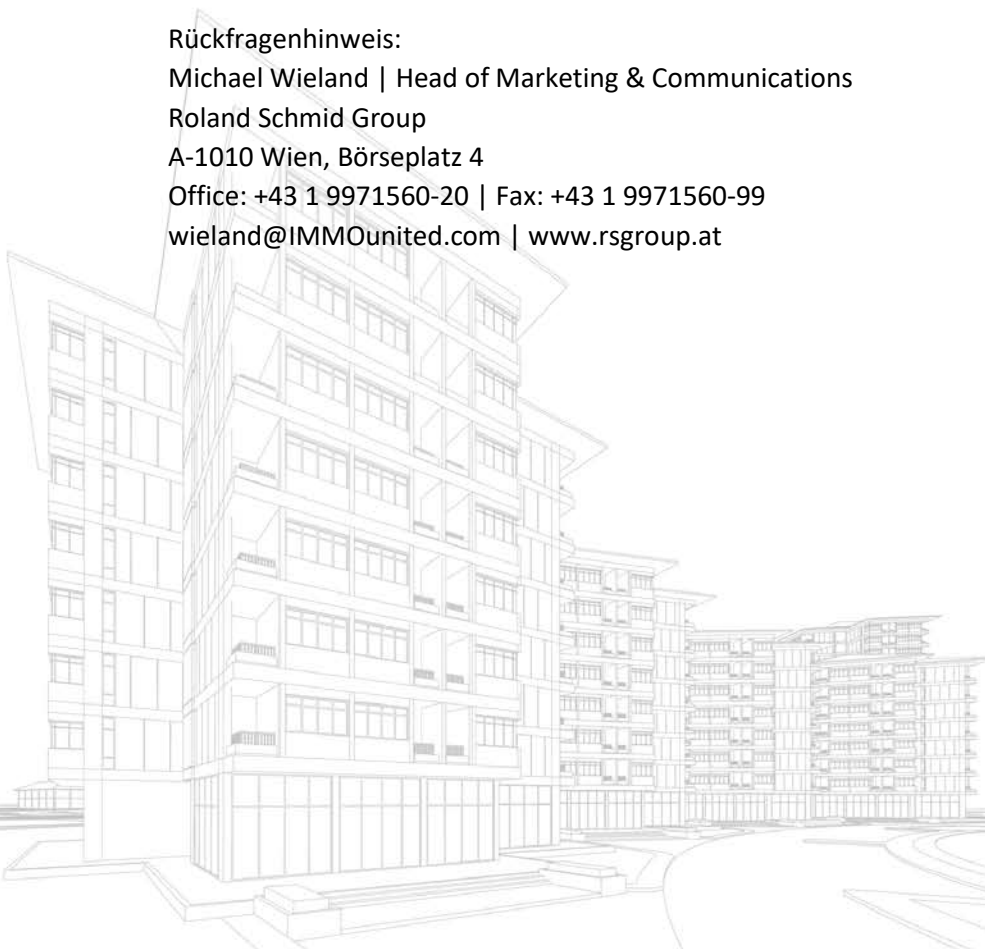 Rückfragenhinweis:
Michael Wieland | Head of Marketing & Communications
Roland Schmid Group
A-1010 Wien, Börseplatz 4
Office: +43 1 9971560-20 | Fax: +43 1 9971560-99
wieland@IMMOunited.com | www.rsgroup.at